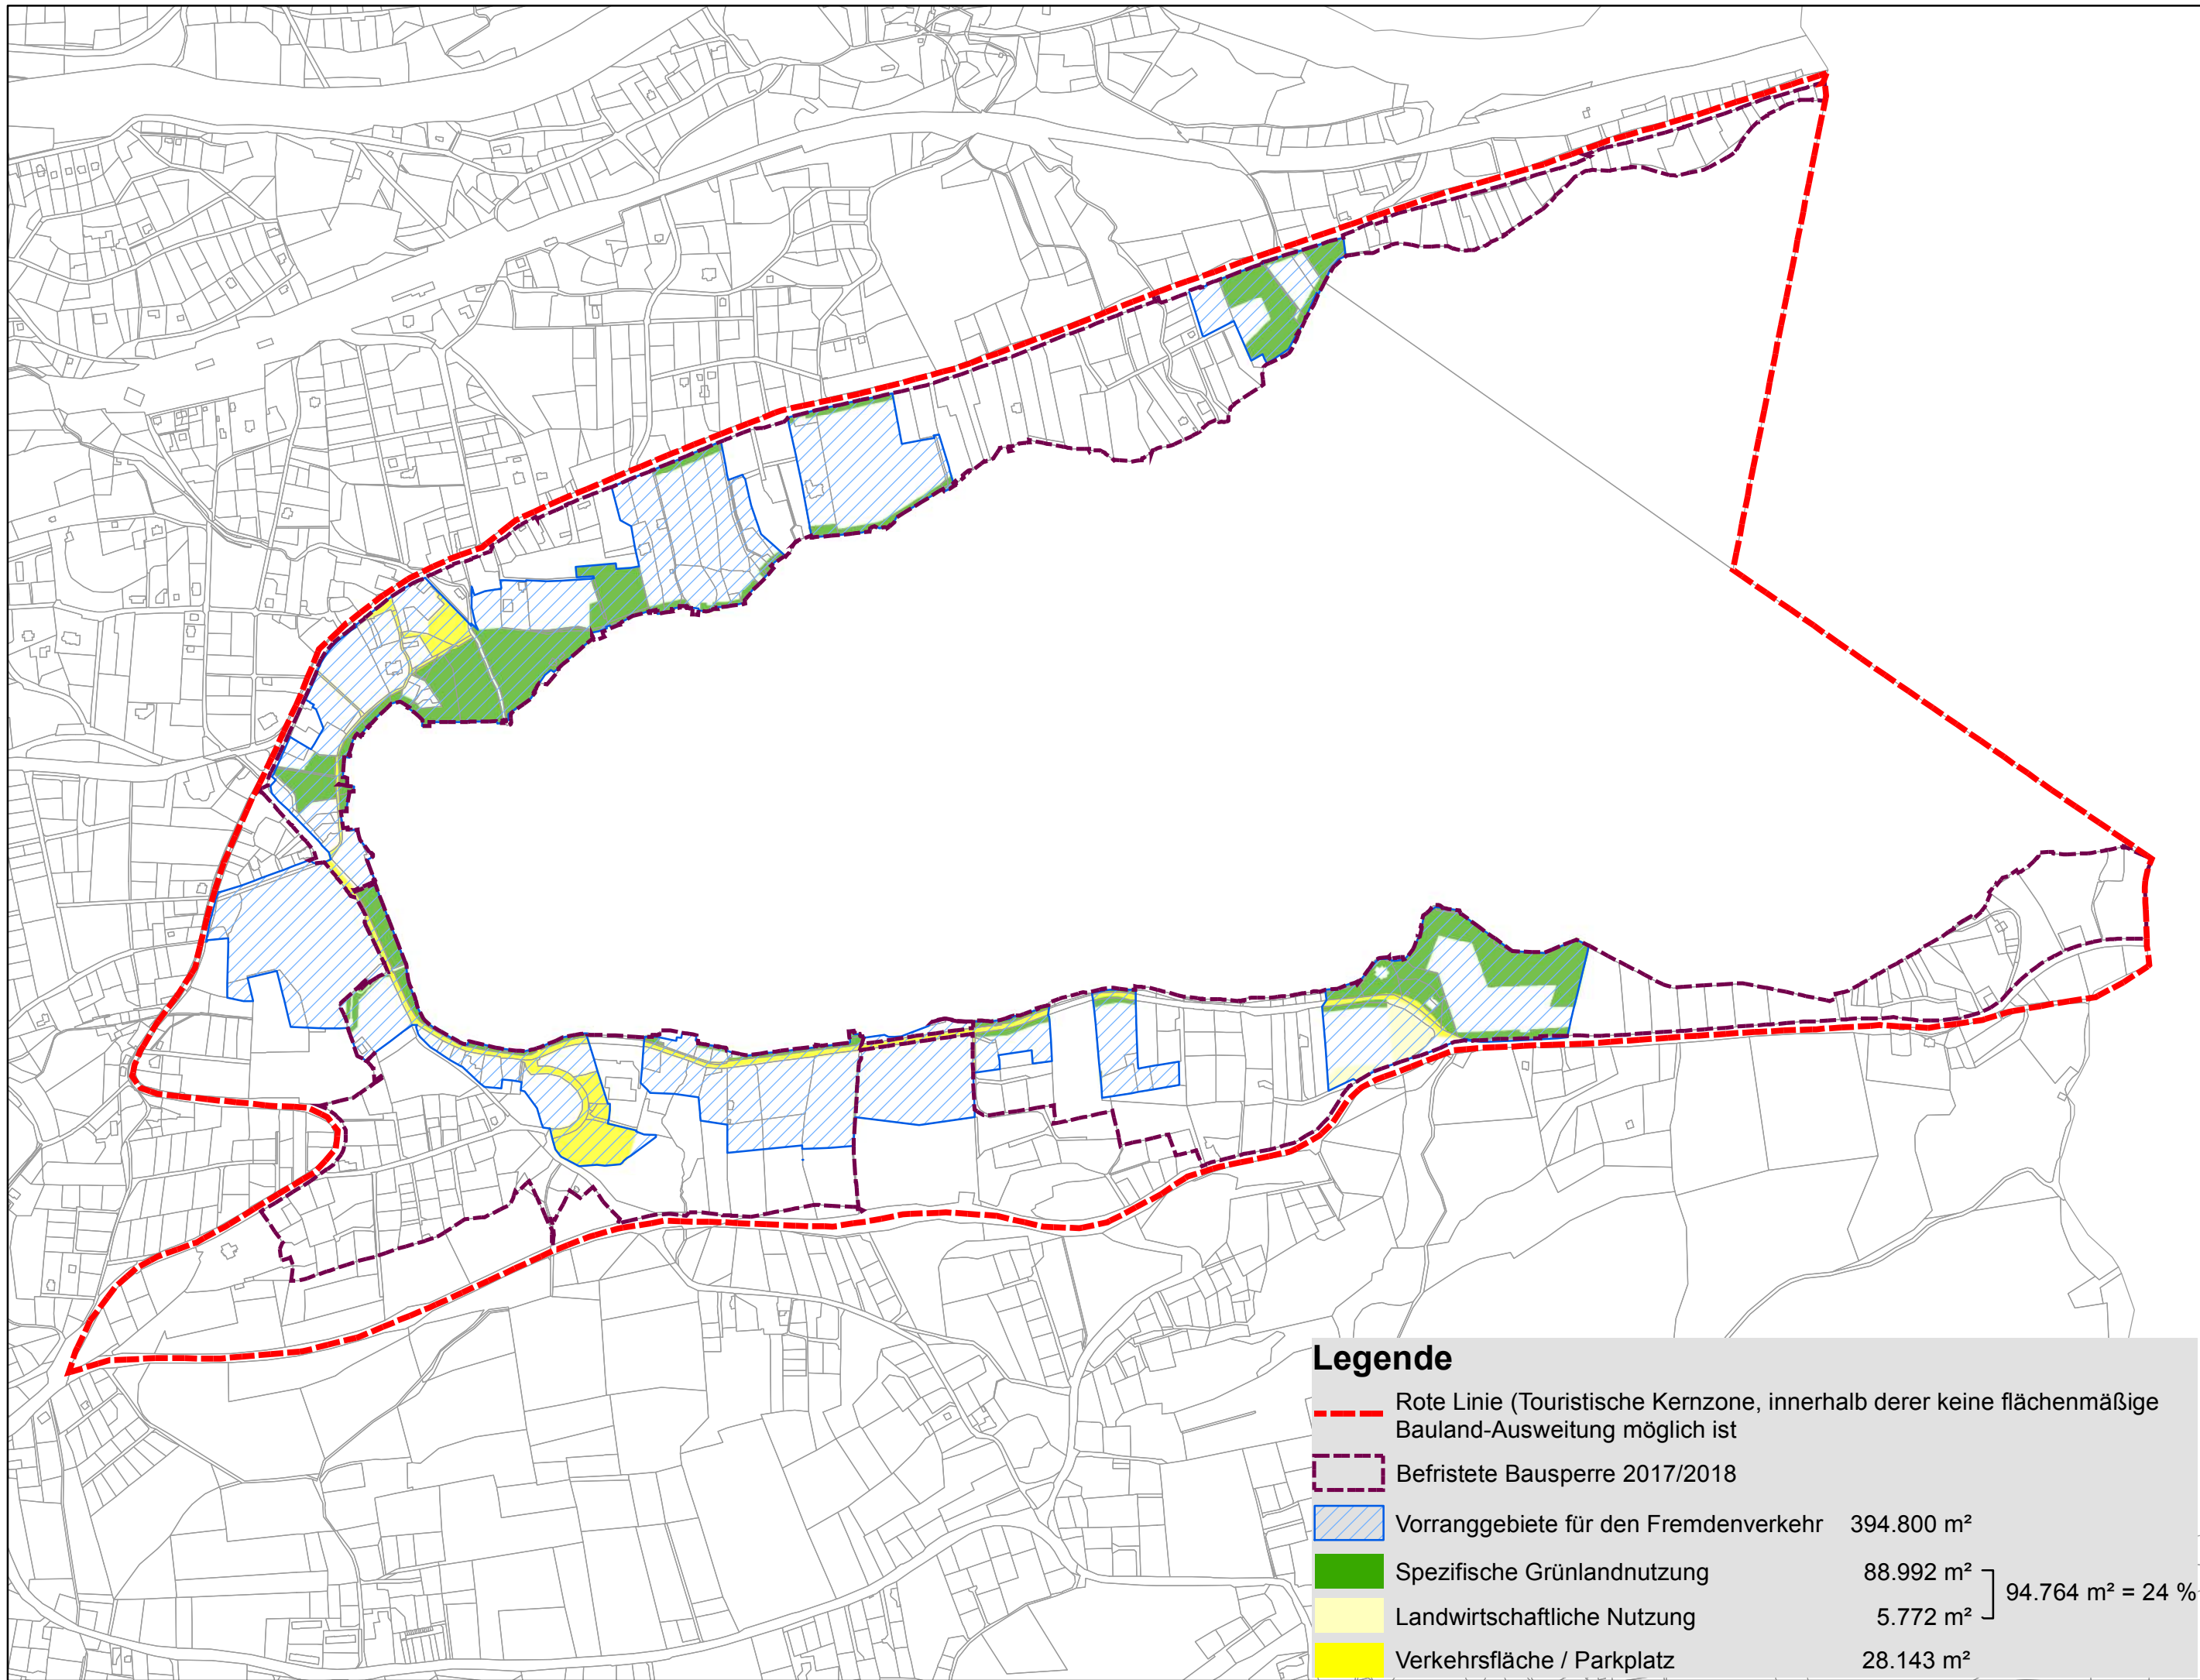 Legende
Rote Linie (Touristische Kernzone, innerhalb derer keine flächenmäßige
Bauland-Ausweitung möglich ist
Befristete Bausperre 2017/2018
Vorranggebiete für den Fremdenverkehr 394.800 m²
Spezifische Grünlandnutzung 88.992 m²
94.764 m² = 24 %
Landwirtschaftliche Nutzung 5.772 m²
Verkehrsfläche / Parkplatz 28.143 m²